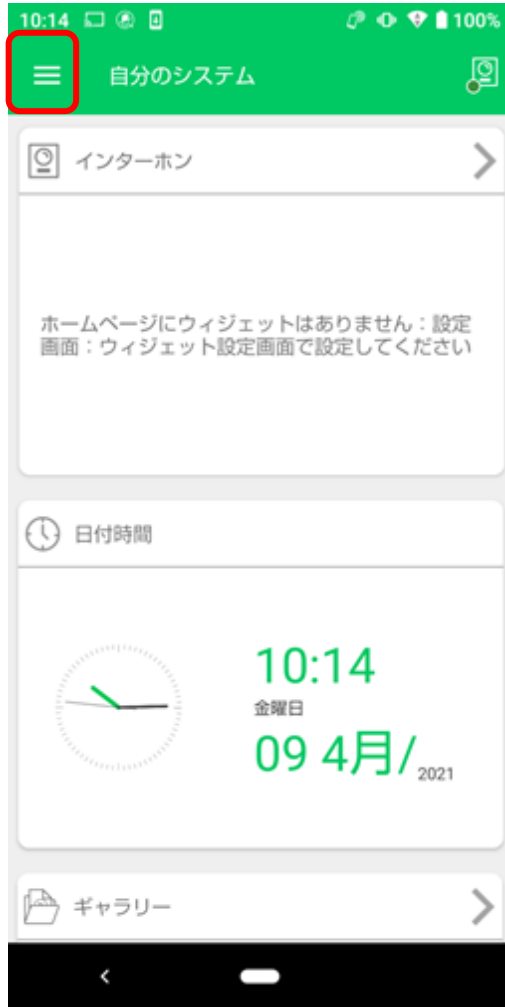 10:14 100%
自分のシステム
インターホン
ホームページにウィジェットはありません：設定
画面：ウィジェット設定画面で設定してください
日付時間
10:14
金曜日
09 4月/ 2021
ギャラリー